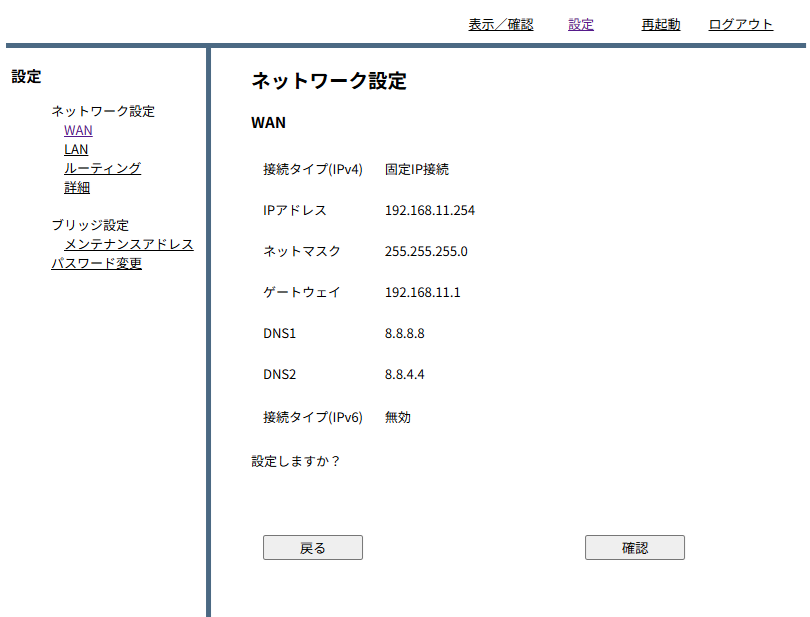 表示／確認 設定 再起動 ログアウト
設定
ネットワーク設定
WAN
LAN
ルーティング
詳細
ブリッジ設定
メンテナンスアドレス
パスワード変更
ネットワーク設定
WAN
接続タイプ(IPv4) 固定IP接続
IPアドレス 192.168.11.254
ネットマスク 255.255.255.0
ゲートウェイ 192.168.11.1
DNS1 8.8.8.8
DNS2 8.8.4.4
接続タイプ(IPv6) 無効
設定しますか？
戻る 確認